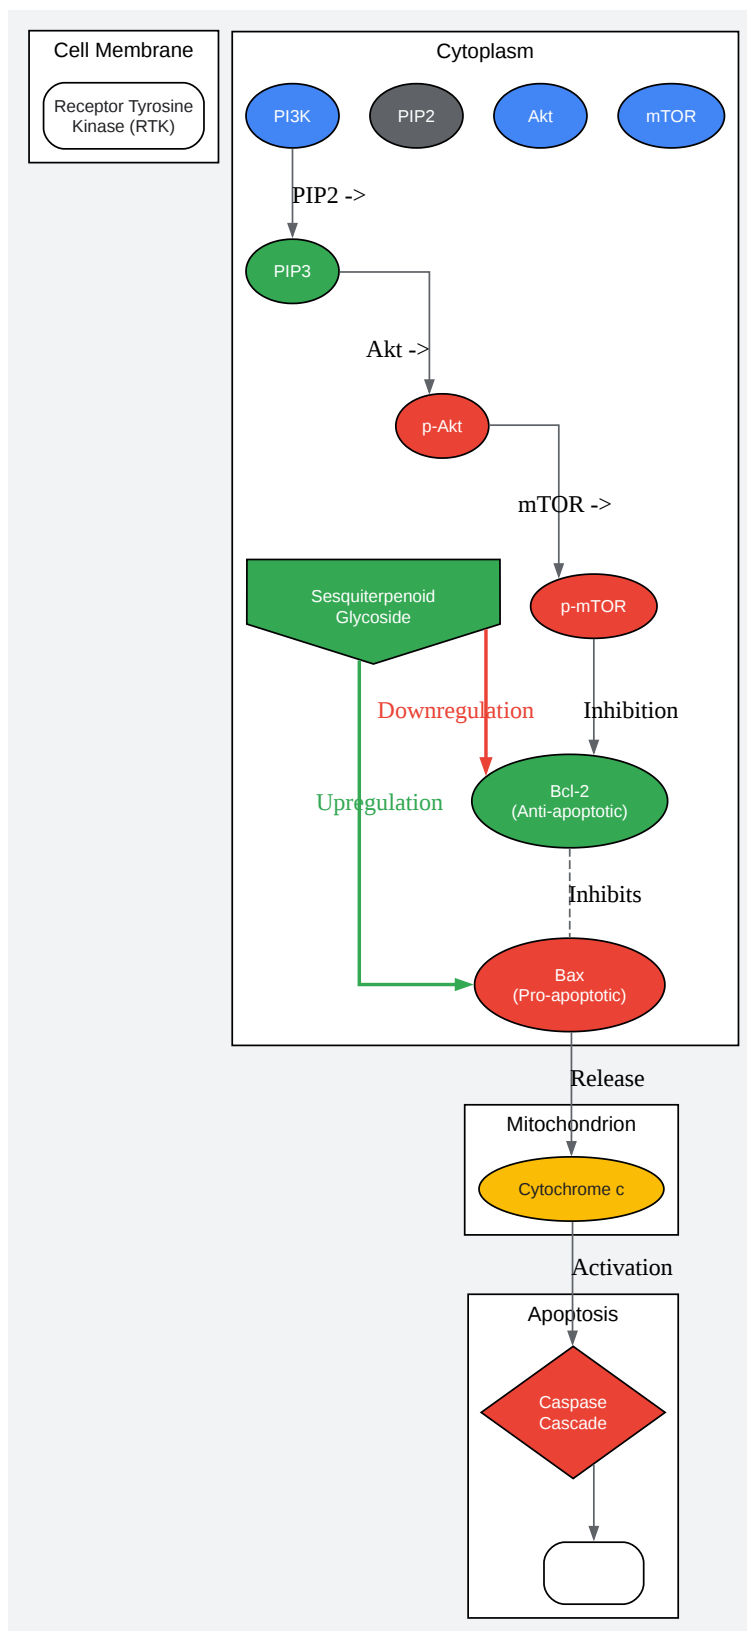 Cell Membrane
Receptor Tyrosine
Kinase (RTK)
Cytoplasm
PI3K
PIP2
Akt
mTOR
PIP2 ->
PIP3
Akt ->
p-Akt
mTOR ->
Sesquiterpenoid
Glycoside
p-mTOR
Downregulation
Inhibition
Upregulation
Bcl-2
(Anti-apoptotic)
Inhibits
Bax
(Pro-apoptotic)
Release
Mitochondrion
Cytochrome c
Activation
Apoptosis
Caspase
Cascade